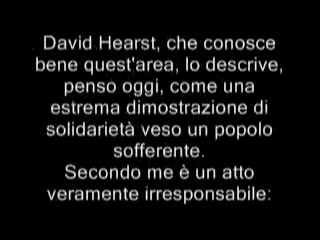 David Hearst, che conosce
bene quest'area, lo descrive,
penso oggi, come una
estrema dimostrazione di
solidarietà veso un popolo
sofferente.
Secondo me è un atto
veramente irresponsabile: